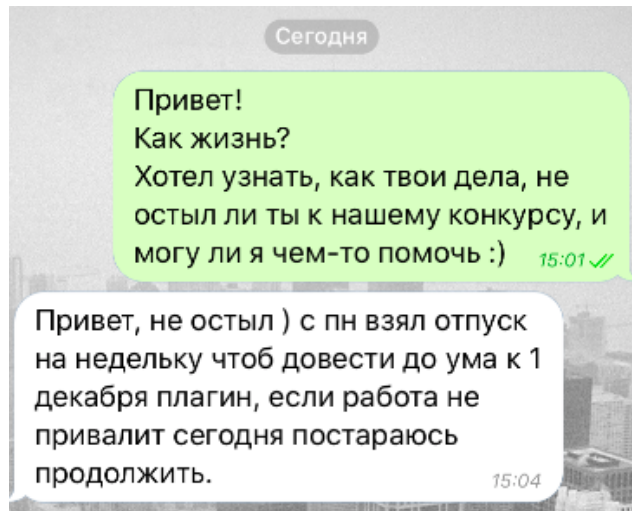 Сегодня
Привет!
Как жизнь?
Хотел узнать, как твои дела, не
остыл ли ты к нашему конкурсу, и
могу ли я чем-то помочь :) 15:01
Привет, не остыл ) с пн взял отпуск
на недельку чтоб довести до ума к 1
декабря плагин, если работа не
привалит сегодня постараюсь
продолжить. 15:04